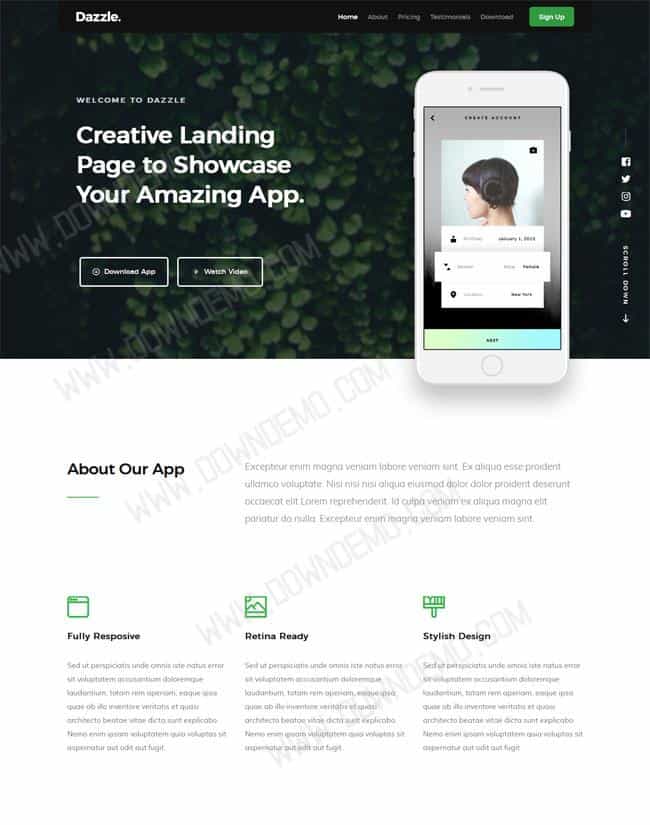 Dazzle.
Home About Pricing Testimonials Download Sign Up
WELCOME TO DAZZLE
Creative Landing
Page to Showcase
Your Amazing App.
Download App Watch Video
CREATE ACCOUNT
Birthday January 1, 2022
Gender Male Female
Location New York
NEXT
SCROLL DOWN
About Our App
Excepteur enim magna veniam labore veniam sint. Ex aliqua esse proident
ullamco voluptate. Nisi nisi nisi aliqua eiusmod dolor dolor proident deserunt
occaecat elit Lorem reprehenderit. Id culpa veniam ex aliqua magna elit
pariatur do nulla. Excepteur enim magna veniam labore veniam sint.
Fully Resposive
Sed ut perspiciatis unde omnis iste natus error
sit voluptatem accusantium doloremque
laudantium, totam rem aperiam, eaque ipsa
quae ab illo inventore veritatis et quasi
architecto beatae vitae dicta sunt explicabo.
Nemo enim ipsam voluptatem quia voluptas sit
aspernatur aut odit aut fugit.
Retina Ready
Sed ut perspiciatis unde omnis iste natus error
sit voluptatem accusantium doloremque
laudantium, totam rem aperiam, eaque ipsa
quae ab illo inventore veritatis et quasi
architecto beatae vitae dicta sunt explicabo.
Nemo enim ipsam voluptatem quia voluptas sit
aspernatur aut odit aut fugit.
Stylish Design
Sed ut perspiciatis unde omnis iste natus error
sit voluptatem accusantium doloremque
laudantium, totam rem aperiam, eaque ipsa
quae ab illo inventore veritatis et quasi
architecto beatae vitae dicta sunt explicabo.
Nemo enim ipsam voluptatem quia voluptas sit
aspernatur aut odit aut fugit.
WWW.DOWNDEMO.COM
WWW.DOWNDEMO.COM
WWW.DOWNDEMO.COM
WWW.DOWNDEMO.COM